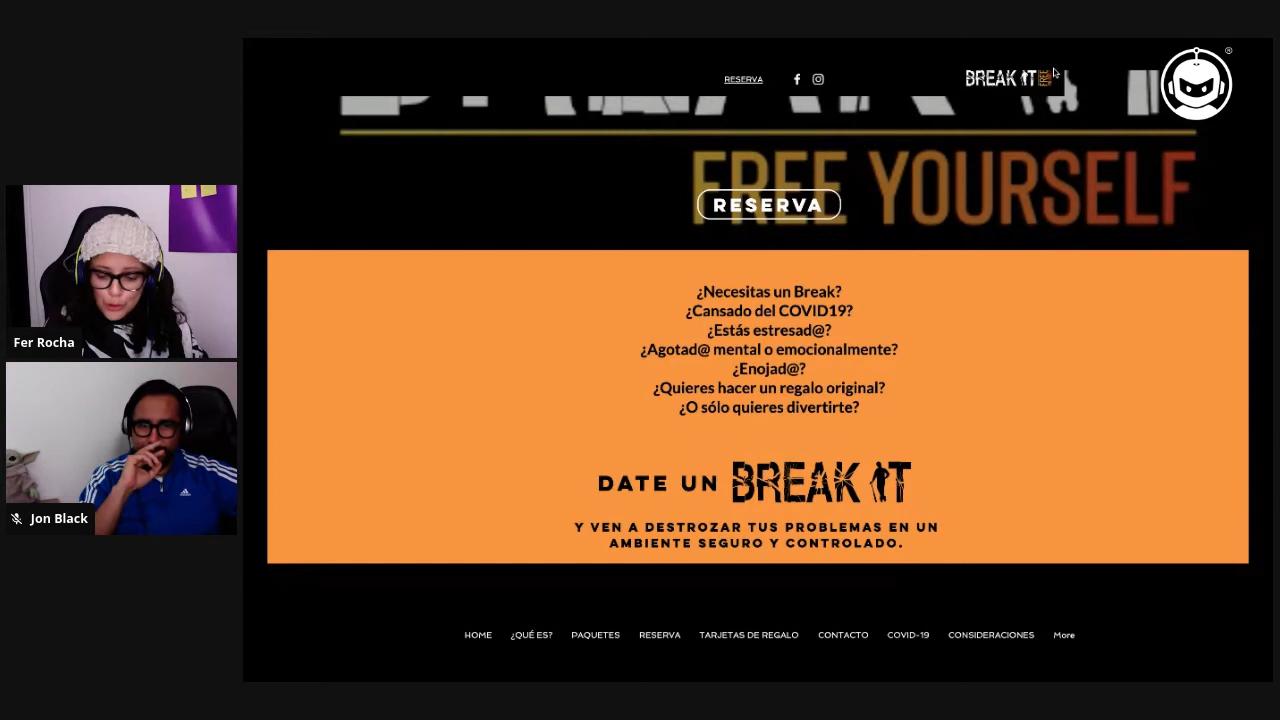 RESERVA
BREAK IT
FREE YOURSELF
RESERVA
¿Necesitas un Break?
¿Cansado del COVID19?
¿Estás estresad@?
¿Agotad@ mental o emocionalmente?
¿Enojad@?
¿Quieres hacer un regalo original?
¿O sólo quieres divertirte?
DATE UN BREAK IT
Y VEN A DESTROZAR TUS PROBLEMAS EN UN
AMBIENTE SEGURO Y CONTROLADO.
HOME ¿QUÉ ES? PAQUETES RESERVA TARJETAS DE REGALO CONTACTO COVID-19 CONSIDERACIONES More
Fer Rocha
Jon Black